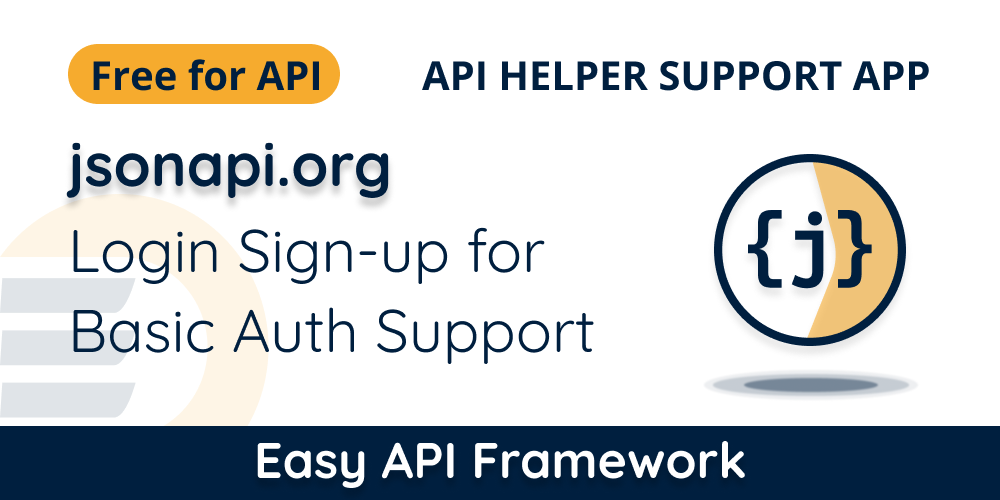 Free for API
API HELPER SUPPORT APP
jsonapi.org
Login Sign-up for
Basic Auth Support
{j}
Easy API Framework